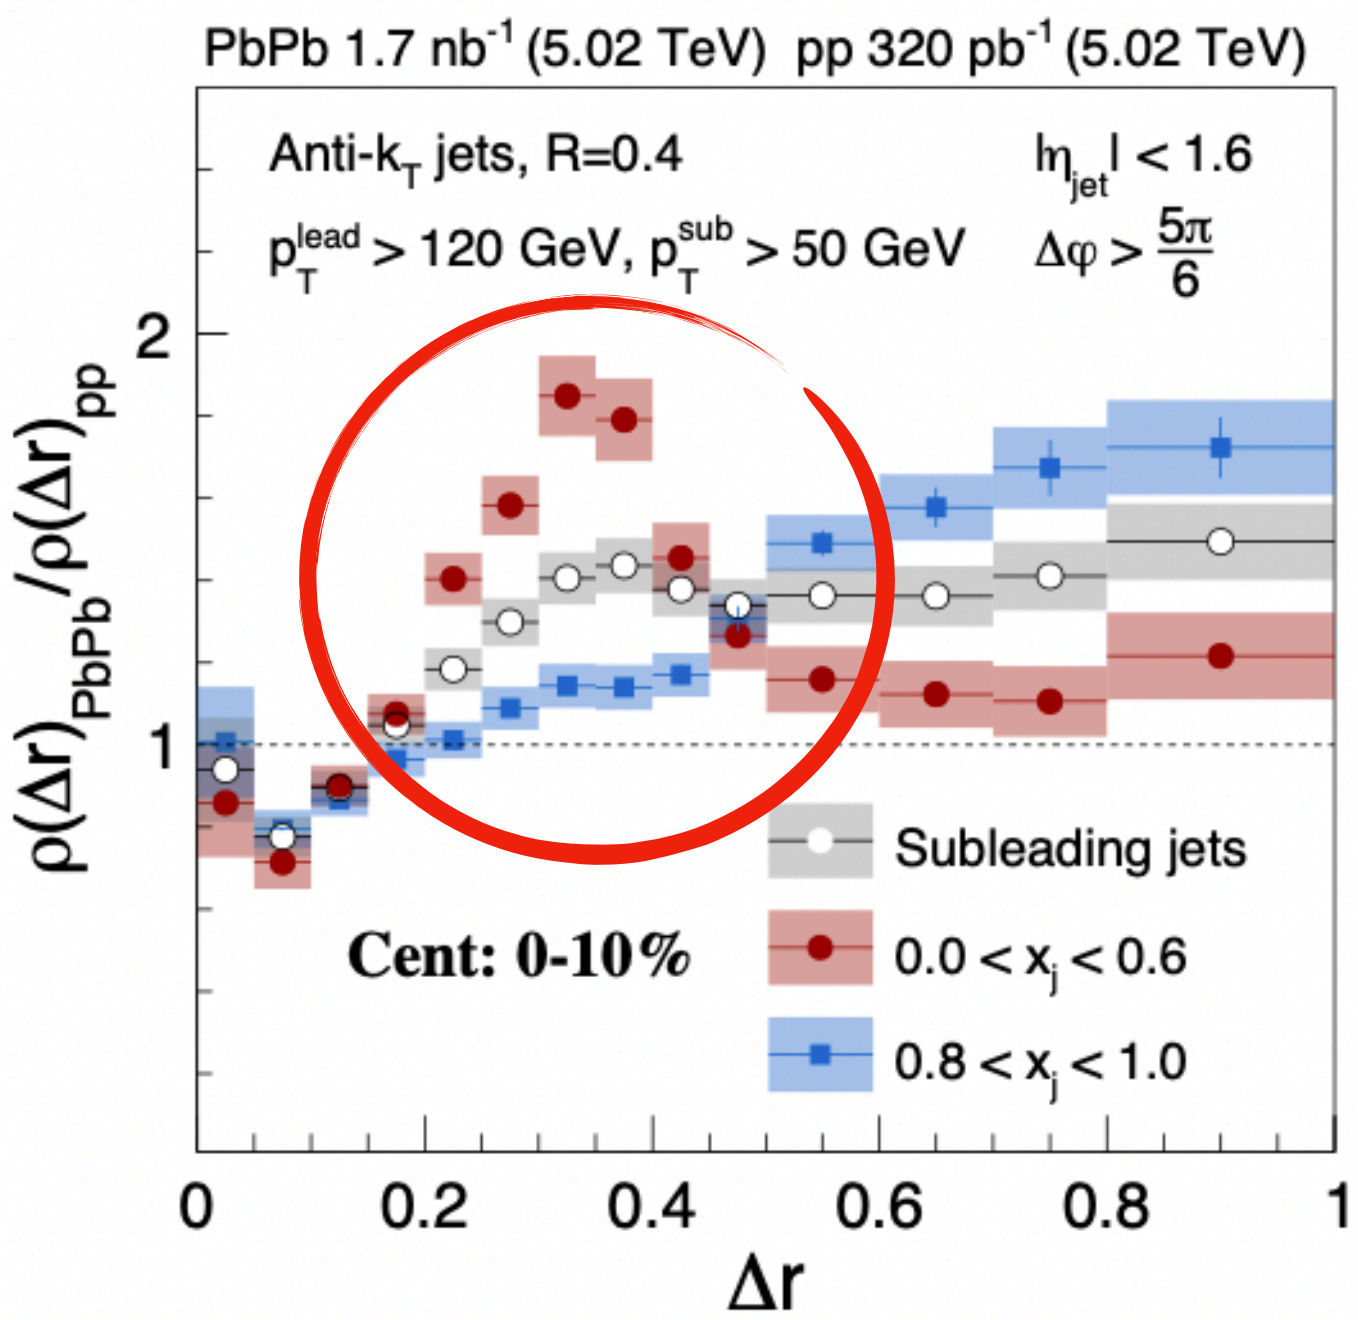 PbPb 1.7 nb⁻¹ (5.02 TeV) pp 320 pb⁻¹ (5.02 TeV)
Anti-k_T jets, R=0.4
|η_jet| < 1.6
p_T^lead > 120 GeV, p_T^sub > 50 GeV
Δφ > 5π/6
ρ(Δr)_PbPb/ρ(Δr)_pp
2
1
Subleading jets
0.0 < x_j < 0.6
0.8 < x_j < 1.0
Cent: 0-10%
0 0.2 0.4 0.6 0.8 1
Δr